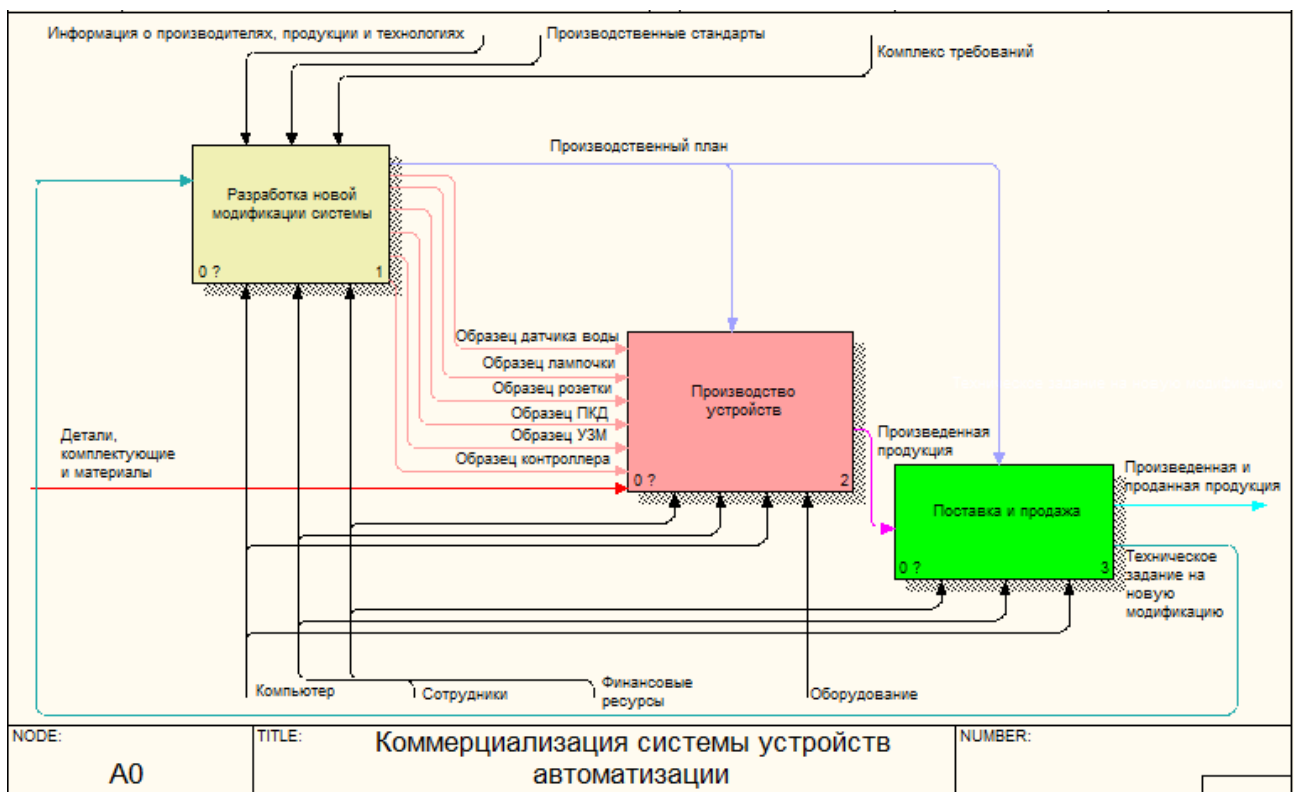 Информация о производителях, продукции и технологиях
Производственные стандарты
Комплекс требований
Производственный план
Разработка новой
модификации системы
0 ?
1
Образец датчика воды
Образец лампочки
Образец розетки
Образец ПКД
Образец УЗМ
Образец контроллера
Производство
устройств
0 ?
2
Детали,
комплектующие
и материалы
Произведенная
продукция
Произведенная и
проданная продукция
Поставка и продажа
0 ?
3
Техническое
задание на
новую
модификацию
Компьютер
Сотрудники
Финансовые
ресурсы
Оборудование
NODE:
A0
TITLE:
Коммерциализация системы устройств
автоматизации
NUMBER: